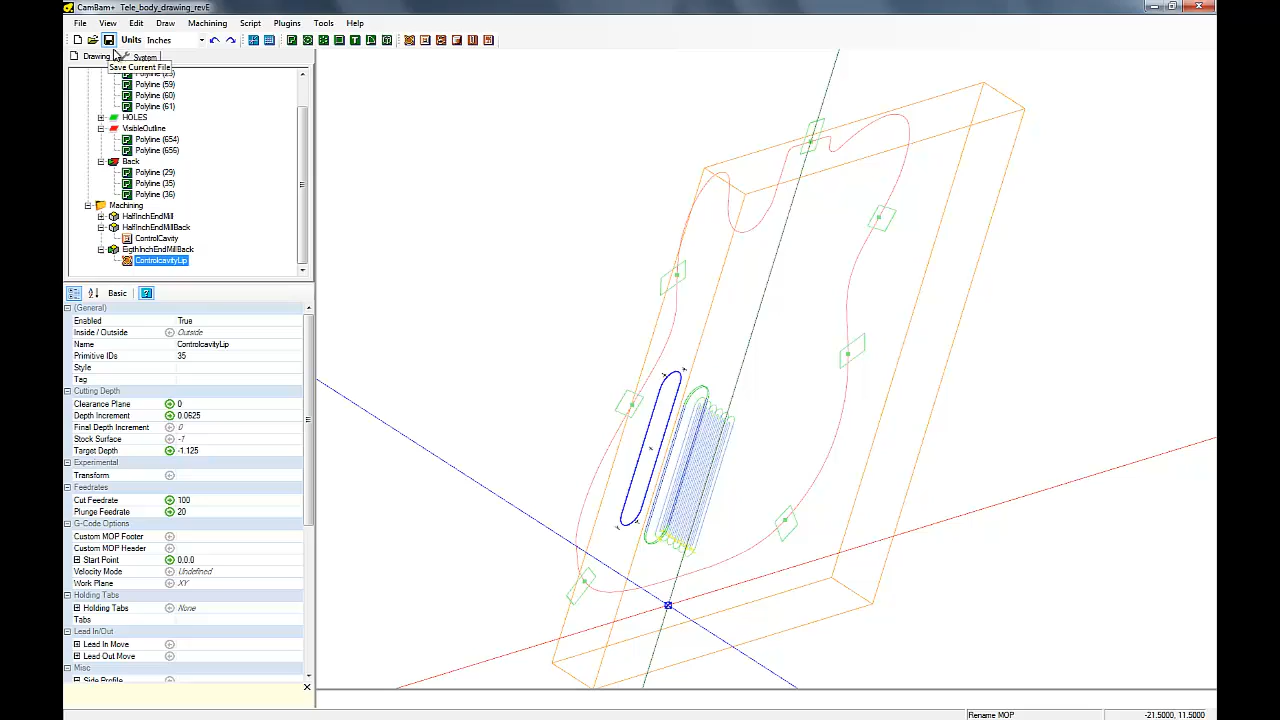 CamBam+ Tele_body_drawing_revE
File View Edit Draw Machining Script Plugins Tools Help
Units Inches
T
Drawing System
Save Current File
Polyline (59)
Polyline (60)
Polyline (61)
HOLES
VisibleOutline
Polyline (654)
Polyline (656)
Back
Polyline (29)
Polyline (35)
Polyline (36)
Machining
HalfInchEndMill
HalfInchEndMillBack
ControlCavity
EigthInchEndMillBack
ControlcavityLip
Basic
(General)
Enabled True
Inside / Outside Outside
Name ControlcavityLip
Primitive IDs 35
Style
Tag
Cutting Depth
Clearance Plane 0
Depth Increment 0.0625
Final Depth Increment 0
Stock Surface -1
Target Depth -1.125
Experimental
Transform
Feedrates
Cut Feedrate 100
Plunge Feedrate 20
G-Code Options
Custom MOP Footer
Custom MOP Header
Start Point 0,0,0
Velocity Mode Undefined
Work Plane XY
Holding Tabs
Holding Tabs None
Tabs
Lead In/Out
Lead In Move
Lead Out Move
Misc
Side Profile
Rename MOP
-21.5000, 11.5000